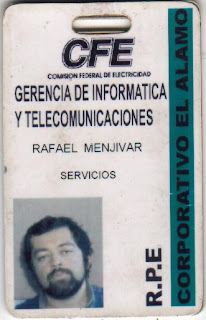 CFE
COMISION FEDERAL DE ELECTRICIDAD
GERENCIA DE INFORMATICA
Y TELECOMUNICACIONES
RAFAEL MENJIVAR
SERVICIOS
R.P.E
CORPORATIVO EL ALAMO